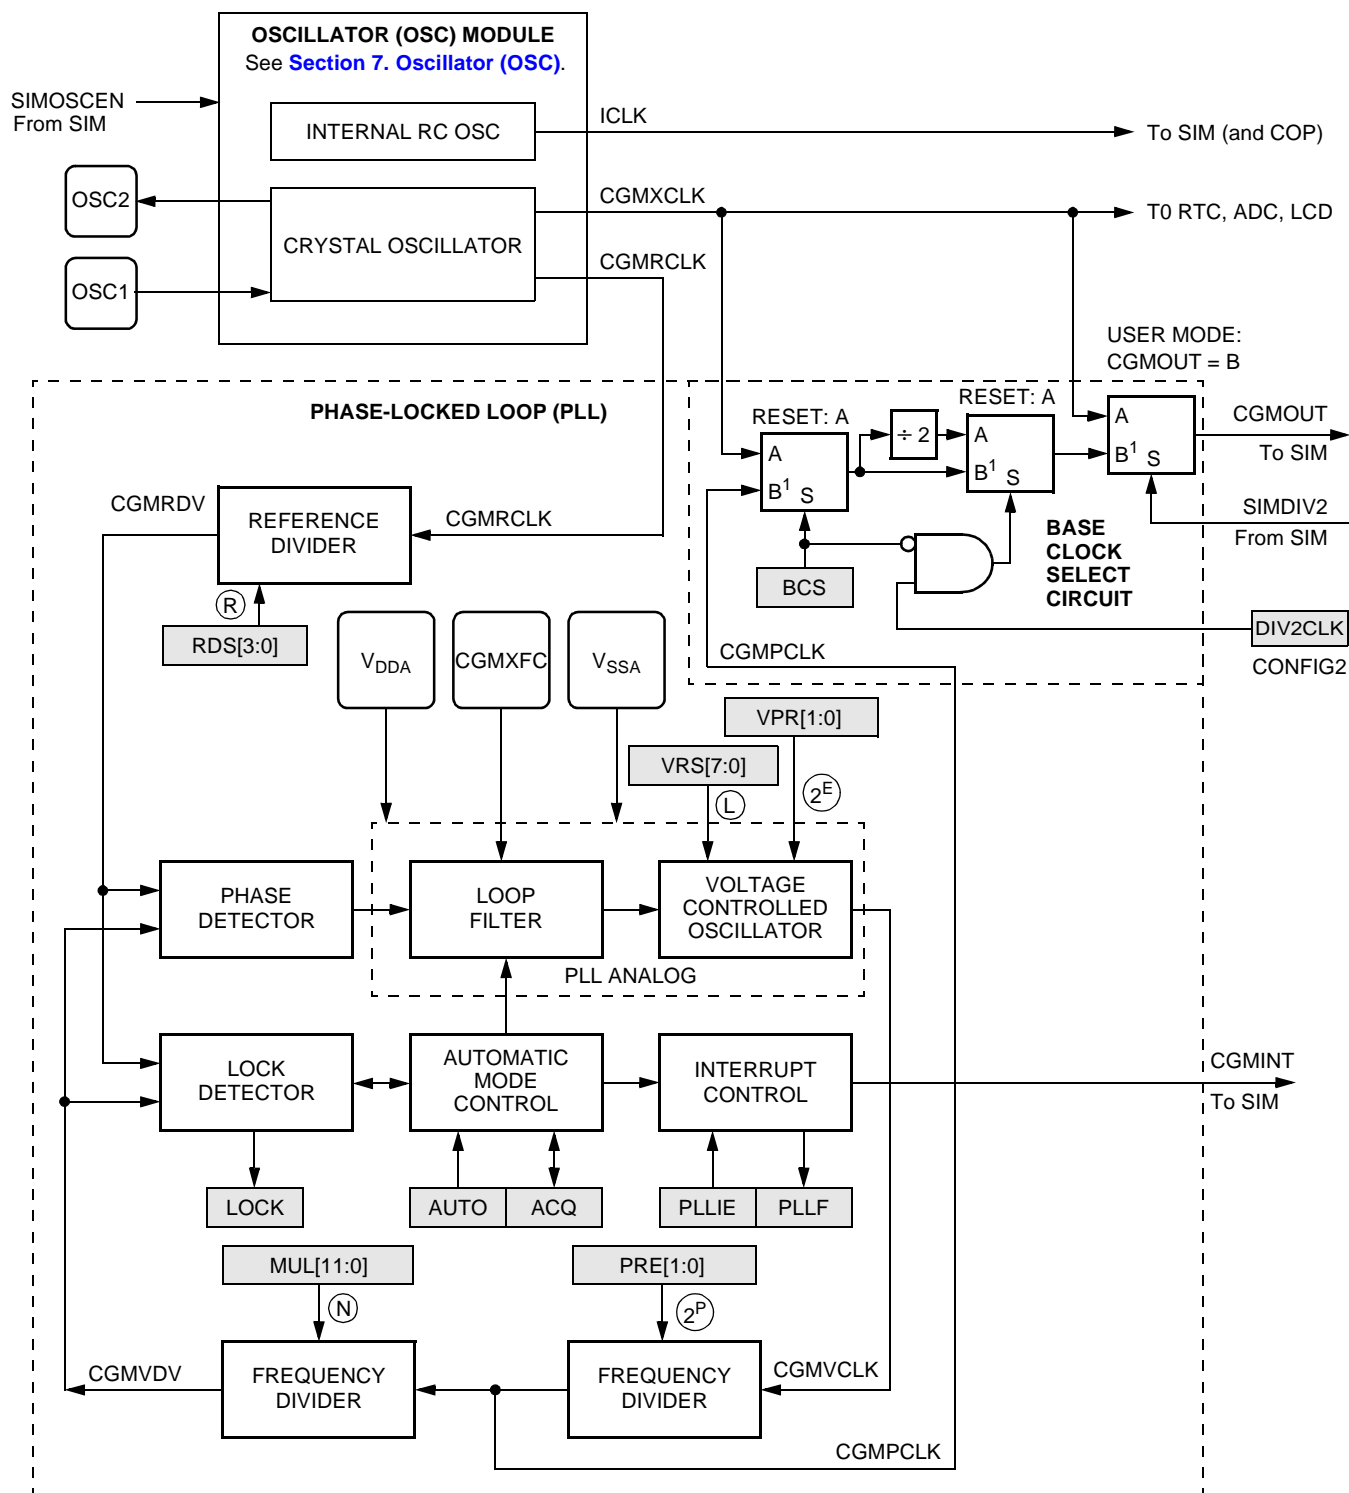 OSCILLATOR (OSC) MODULE
See Section 7. Oscillator (OSC).
SIMOSCEN
From SIM
INTERNAL RC OSC
ICLK
To SIM (and COP)
OSC2
CRYSTAL OSCILLATOR
CGMXCLK
T0 RTC, ADC, LCD
OSC1
CGMRCLK
USER MODE:
CGMOUT = B
PHASE-LOCKED LOOP (PLL)
RESET: A
RESET: A
A
B1 S
÷ 2
A
B1 S
A
B1 S
CGMOUT
To SIM
SIMDIV2
From SIM
CGMRDV
REFERENCE
DIVIDER
CGMRCLK
BASE
CLOCK
SELECT
CIRCUIT
BCS
R
RDS[3:0]
DIV2CLK
CONFIG2
VDDA
CGMXFC
VSSA
CGMPCLK
VPR[1:0]
VRS[7:0]
L
2E
PHASE
DETECTOR
LOOP
FILTER
VOLTAGE
CONTROLLED
OSCILLATOR
PLL ANALOG
LOCK
DETECTOR
AUTOMATIC
MODE
CONTROL
INTERRUPT
CONTROL
CGMINT
To SIM
LOCK
AUTO
ACQ
PLLIE
PLLF
MUL[11:0]
PRE[1:0]
N
2P
CGMVDV
FREQUENCY
DIVIDER
FREQUENCY
DIVIDER
CGMVCLK
CGMPCLK